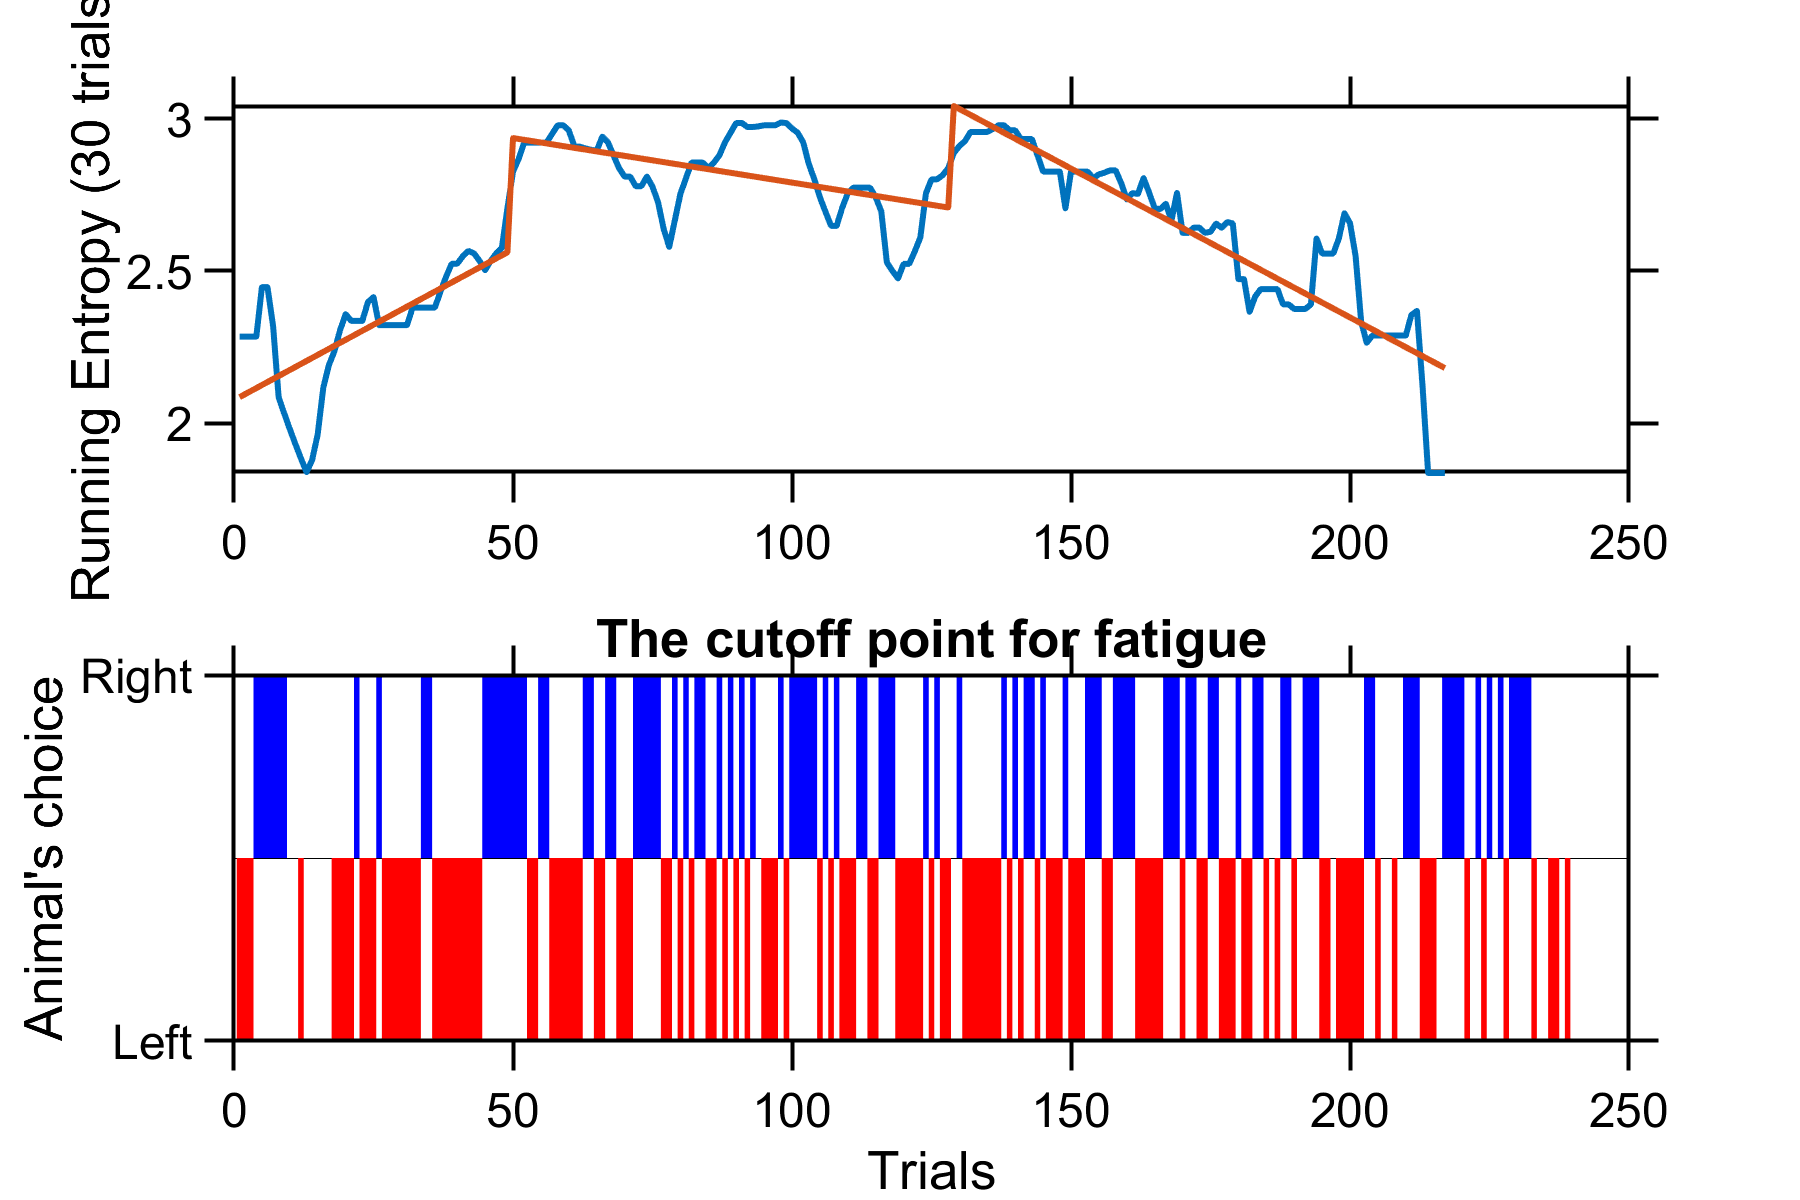 Running Entropy (30 trials
3
2.5
2
0 50 100 150 200 250
The cutoff point for fatigue
Animal's choice
Right
Left
0 50 100 150 200 250
Trials